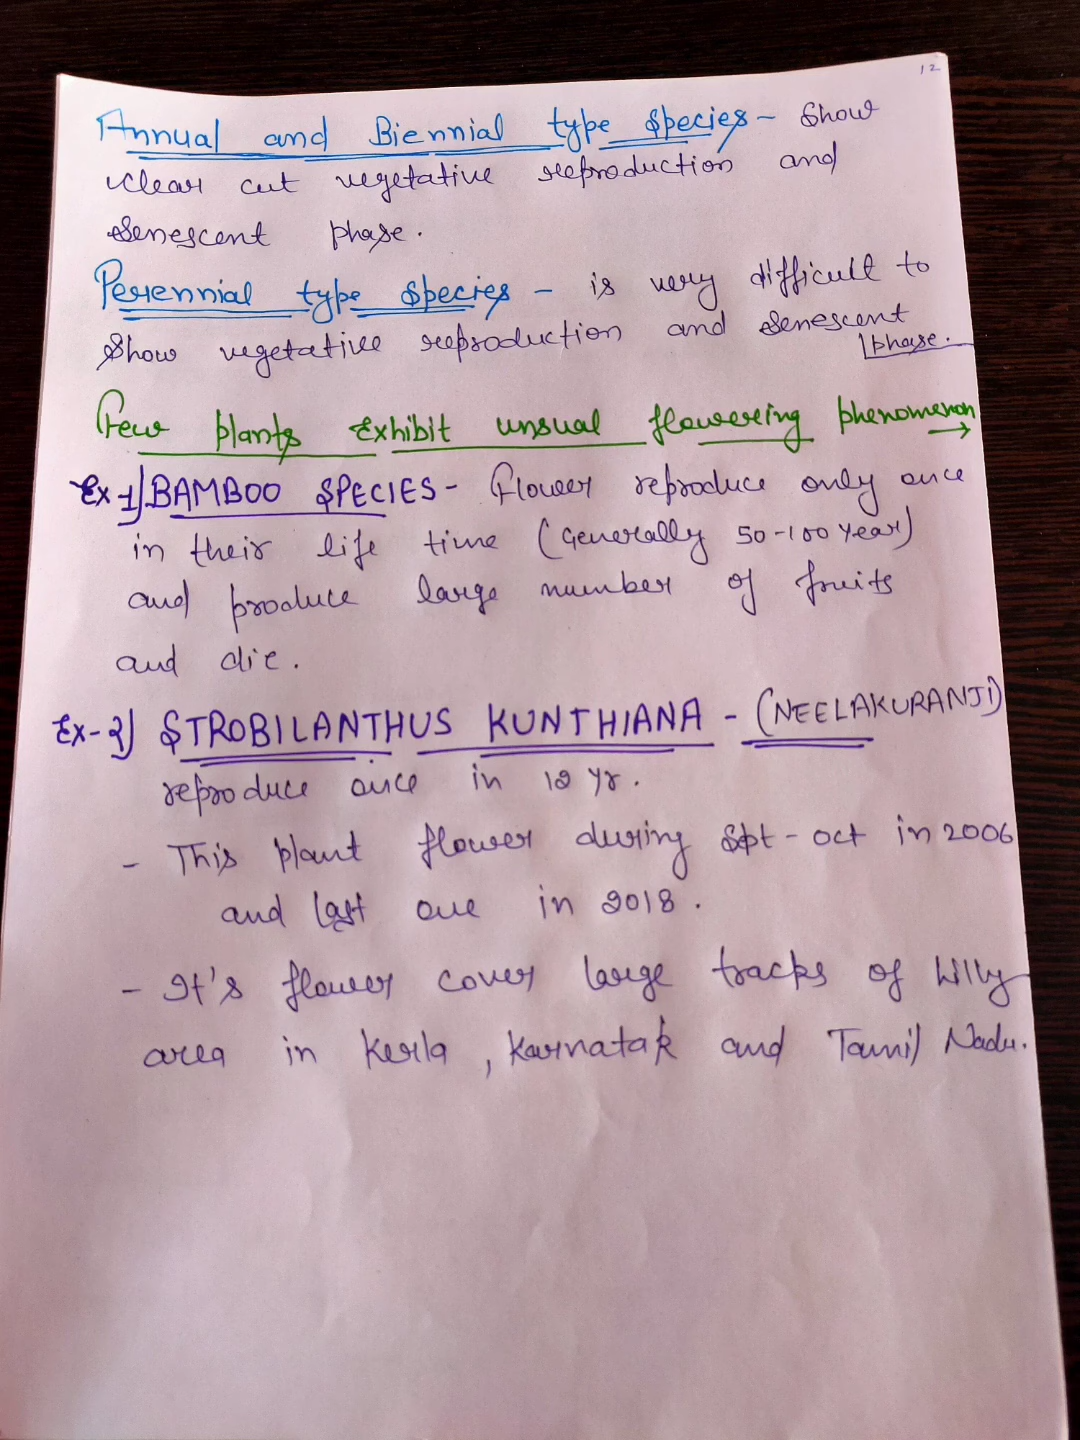 12
Annual and Biennial type species - Show
clear cut vegetative reproduction and
Senescent phase.
Perennial type species - is very difficult to
Show vegetative reproduction and senescent
phase.
Few plants exhibit unsual flowering phenomenon →
Ex-1) BAMBOO SPECIES - Flower reproduce only once
in their life time (Generally 50-100 year)
and produce large number of fruits
and die.
Ex-2) STROBILANTHUS KUNTHIANA - (NEELAKURANJI)
reproduce once in 12 yr.
- This plant flower during Spt - oct in 2006
and last one in 2018.
- It's flower cover large tracks of hilly
area in Kerla, Karnatak and Tamil Nadu.